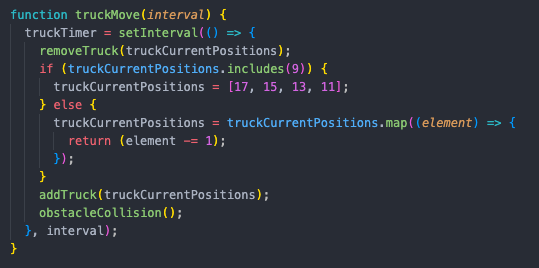 function truckMove(interval) {
  truckTimer = setInterval(() => {
    removeTruck(truckCurrentPositions);
    if (truckCurrentPositions.includes(9)) {
      truckCurrentPositions = [17, 15, 13, 11];
    } else {
      truckCurrentPositions = truckCurrentPositions.map((element) => {
        return (element -= 1);
      });
    }
    addTruck(truckCurrentPositions);
    obstacleCollision();
  }, interval);
}